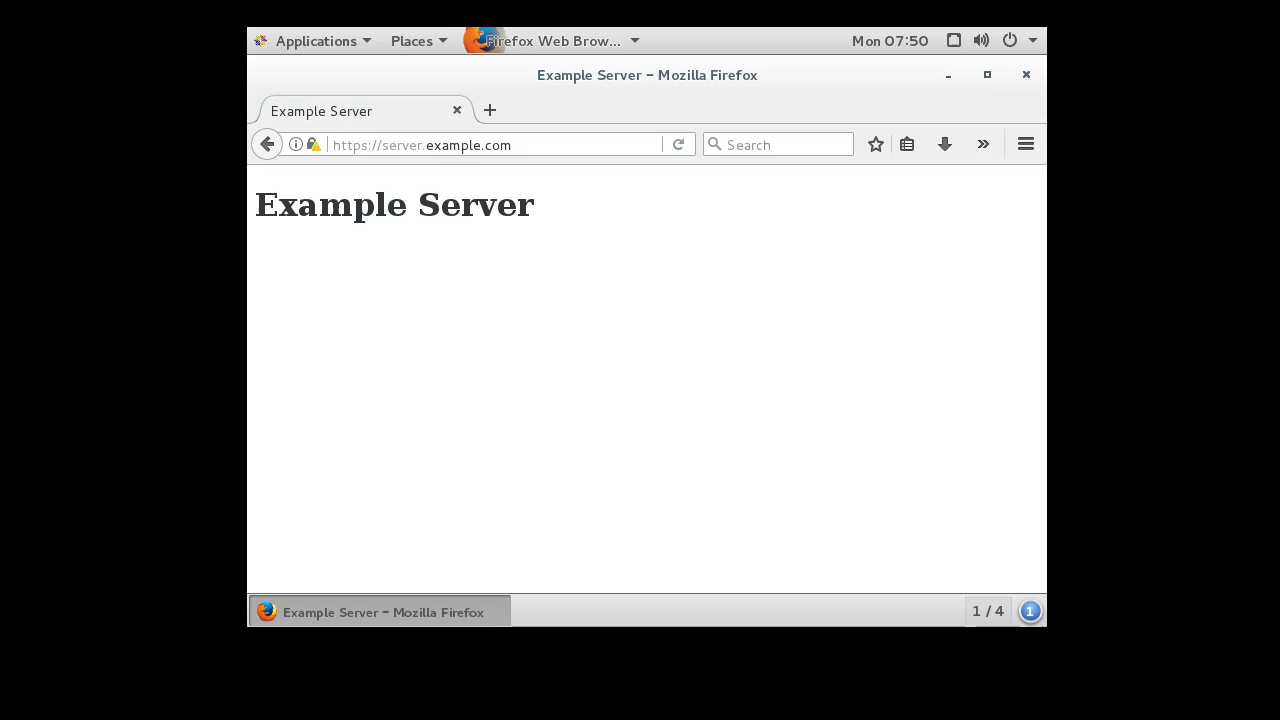 Applications Places Firefox Web Brow... Mon 07:50
Example Server – Mozilla Firefox
Example Server
https://server.example.com Search
Example Server
Example Server – Mozilla Firefox 1 / 4 1